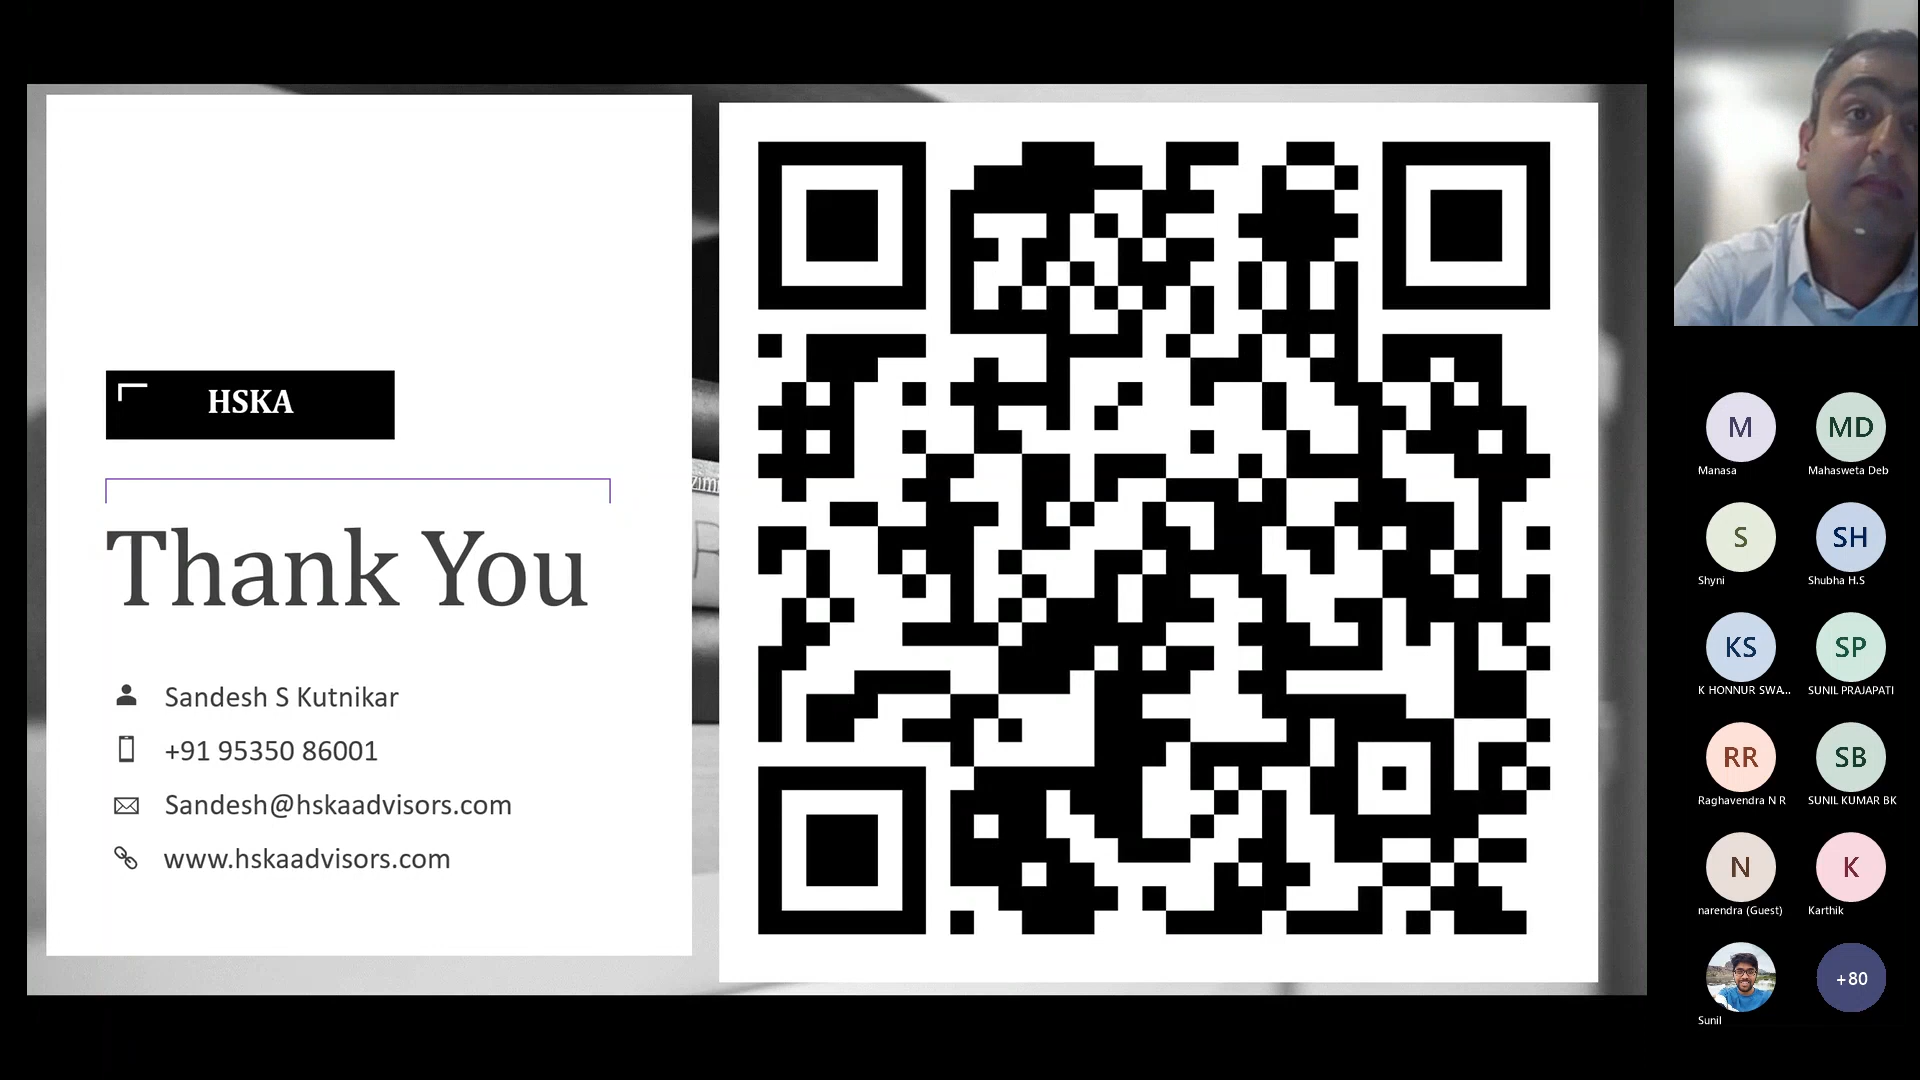 HSKA
Thank You
Sandesh S Kutnikar
+91 95350 86001
Sandesh@hskaadvisors.com
www.hskaadvisors.com
M
Manasa
MD
Mahasweta Deb
S
Shyni
SH
Shubha H.S
KS
K HONNUR SWA...
SP
SUNIL PRAJAPATI
RR
Raghavendra N R
SB
SUNIL KUMAR BK
N
narendra (Guest)
K
Karthik
Sunil
+80